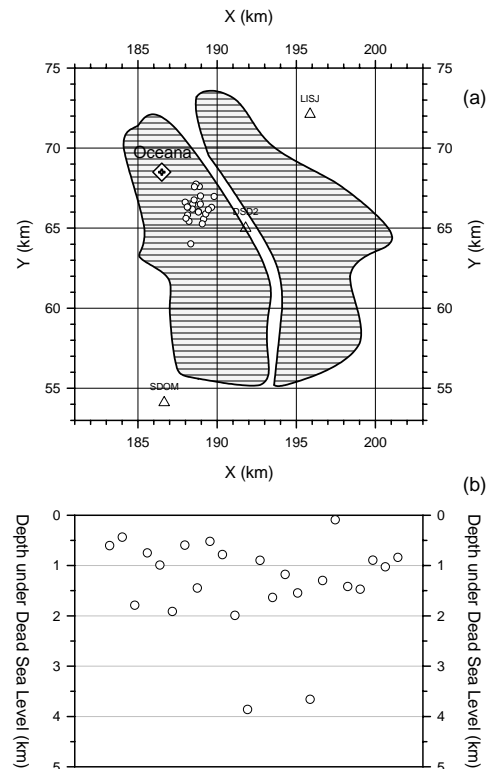 X (km)
185 190 195 200
75 75
(a)
LISJ
70 70
Oceana
DSD2
65 65
Y (km) Y (km)
60 60
55 55
SDOM
185 190 195 200
X (km)
(b)
0 0
1 1
2 2
3 3
4 4
5 5
Depth under Dead Sea Level (km) Depth under Dead Sea Level (km)